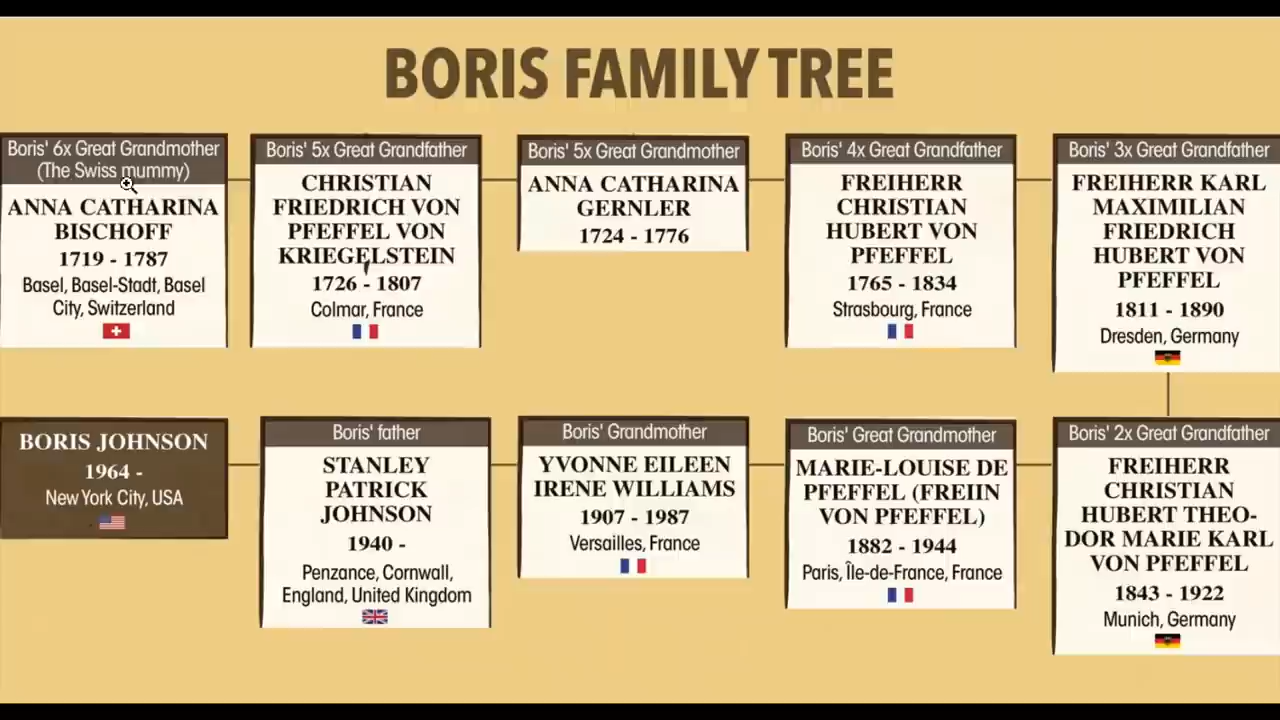 BORIS FAMILY TREE
Boris' 6x Great Grandmother
(The Swiss mummy)
ANNA CATHARINA
BISCHOFF
1719 - 1787
Basel, Basel-Stadt, Basel
City, Switzerland
Boris' 5x Great Grandfather
CHRISTIAN
FRIEDRICH VON
PFEFFEL VON
KRIEGELSTEIN
1726 - 1807
Colmar, France
Boris' 5x Great Grandmother
ANNA CATHARINA
GERNLER
1724 - 1776
Boris' 4x Great Grandfather
FREIHERR
CHRISTIAN
HUBERT VON
PFEFFEL
1765 - 1834
Strasbourg, France
Boris' 3x Great Grandfather
FREIHERR KARL
MAXIMILIAN
FRIEDRICH
HUBERT VON
PFEFFEL
1811 - 1890
Dresden, Germany
BORIS JOHNSON
1964 -
New York City, USA
Boris' father
STANLEY
PATRICK
JOHNSON
1940 -
Penzance, Cornwall,
England, United Kingdom
Boris' Grandmother
YVONNE EILEEN
IRENE WILLIAMS
1907 - 1987
Versailles, France
Boris' Great Grandmother
MARIE-LOUISE DE
PFEFFEL (FREIIN
VON PFEFFEL)
1882 - 1944
Paris, Île-de-France, France
Boris' 2x Great Grandfather
FREIHERR
CHRISTIAN
HUBERT THEO-
DOR MARIE KARL
VON PFEFFEL
1843 - 1922
Munich, Germany